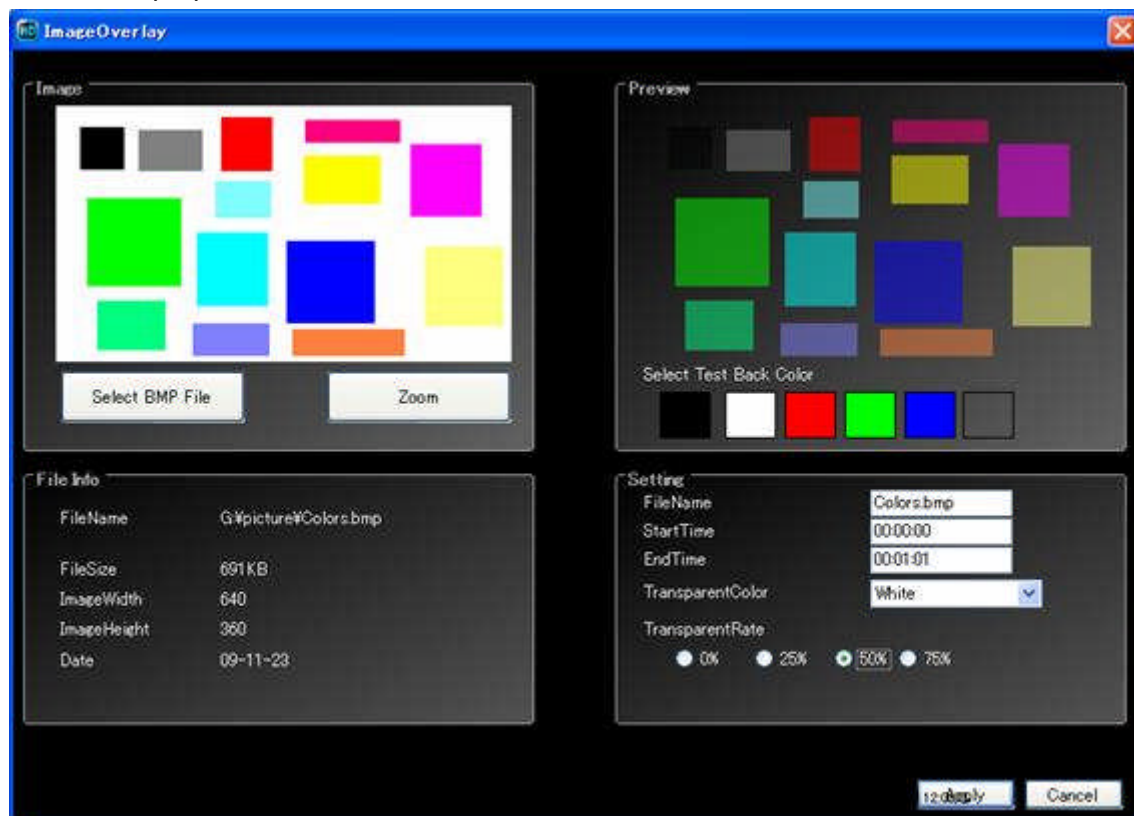 ImageOverlay
Image
Select BMP File
Zoom
Preview
Select Test Back Color
File Info
FileName G:¥picture¥Colors.bmp
FileSize 691KB
ImageWidth 640
ImageHeight 360
Date 09-11-23
Setting
FileName Colors.bmp
StartTime 00:00:00
EndTime 00:01:01
TransparentColor White
TransparentRate
0% 25% 50% 75%
Apply
Cancel